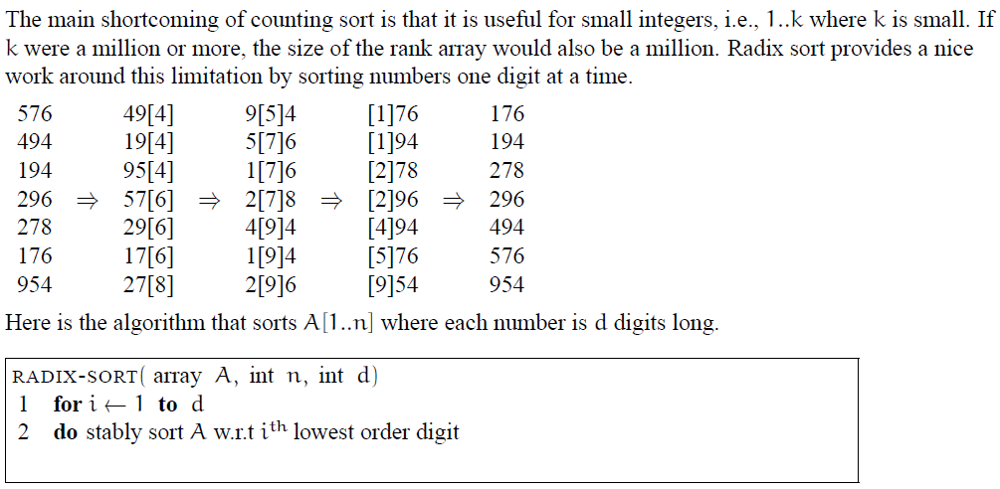 The main shortcoming of counting sort is that it is useful for small integers, i.e., 1..k where k is small. If
k were a million or more, the size of the rank array would also be a million. Radix sort provides a nice
work around this limitation by sorting numbers one digit at a time.
576 49[4] 9[5]4 [1]76 176
494 19[4] 5[7]6 [1]94 194
194 95[4] 1[7]6 [2]78 278
296 ⇒ 57[6] ⇒ 2[7]8 ⇒ [2]96 ⇒ 296
278 29[6] 4[9]4 [4]94 494
176 17[6] 1[9]4 [5]76 576
954 27[8] 2[9]6 [9]54 954
Here is the algorithm that sorts A[1..n] where each number is d digits long.
RADIX-SORT( array A, int n, int d)
1 for i ← 1 to d
2 do stably sort A w.r.t i^th lowest order digit